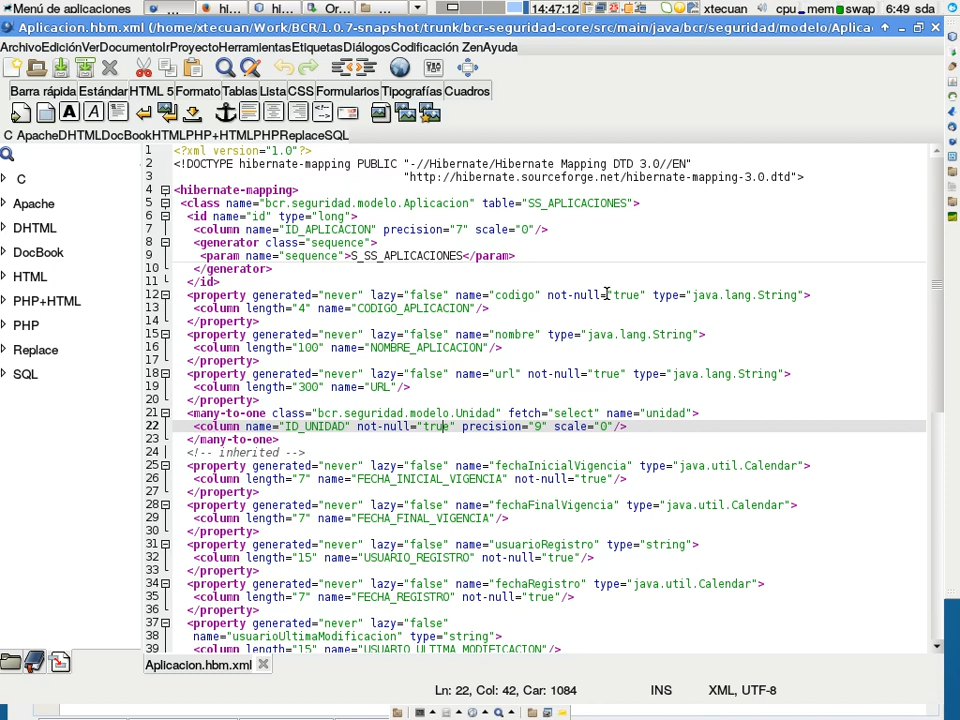 Menú de aplicaciones ... hi... hi... Or... ... 14:47:12 xtecuan cpu mem swap 6:49 sda
Aplicacion.hbm.xml (/home/xtecuan/Work/BCR/1.0.7-snapshot/trunk/bcr-seguridad-core/src/main/java/bcr/seguridad/modelo/Aplica
ArchivoEdiciónVerDocumentoIrProyectoHerramientasEtiquetasDiálogosCodificación ZenAyuda
Barra rápida Estándar HTML 5 Formato Tablas Lista CSS Formularios Tipografías Cuadros
C ApacheDHTMLDocBookHTMLPHP+HTMLPHPReplaceSQL
C
Apache
DHTML
DocBook
HTML
PHP+HTML
PHP
Replace
SQL
1 <?xml version="1.0"?>
2 <!DOCTYPE hibernate-mapping PUBLIC "-//Hibernate/Hibernate Mapping DTD 3.0//EN"
3 "http://hibernate.sourceforge.net/hibernate-mapping-3.0.dtd">
4 <hibernate-mapping>
5 <class name="bcr.seguridad.modelo.Aplicacion" table="SS_APLICACIONES">
6 <id name="id" type="long">
7 <column name="ID_APLICACION" precision="7" scale="0"/>
8 <generator class="sequence">
9 <param name="sequence">S_SS_APLICACIONES</param>
10 </generator>
11 </id>
12 <property generated="never" lazy="false" name="codigo" not-null="true" type="java.lang.String">
13 <column length="4" name="CODIGO_APLICACION"/>
14 </property>
15 <property generated="never" lazy="false" name="nombre" type="java.lang.String">
16 <column length="100" name="NOMBRE_APLICACION"/>
17 </property>
18 <property generated="never" lazy="false" name="url" not-null="true" type="java.lang.String">
19 <column length="300" name="URL"/>
20 </property>
21 <many-to-one class="bcr.seguridad.modelo.Unidad" fetch="select" name="unidad">
22 <column name="ID_UNIDAD" not-null="true" precision="9" scale="0"/>
23 </many-to-one>
24 <!-- inherited -->
25 <property generated="never" lazy="false" name="fechaInicialVigencia" type="java.util.Calendar">
26 <column length="7" name="FECHA_INICIAL_VIGENCIA" not-null="true"/>
27 </property>
28 <property generated="never" lazy="false" name="fechaFinalVigencia" type="java.util.Calendar">
29 <column length="7" name="FECHA_FINAL_VIGENCIA"/>
30 </property>
31 <property generated="never" lazy="false" name="usuarioRegistro" type="string">
32 <column length="15" name="USUARIO_REGISTRO" not-null="true"/>
33 </property>
34 <property generated="never" lazy="false" name="fechaRegistro" type="java.util.Calendar">
35 <column length="7" name="FECHA_REGISTRO" not-null="true"/>
36 </property>
37 <property generated="never" lazy="false"
38 name="usuarioUltimaModificacion" type="string">
39 <column length="15" name="USUARIO_ULTIMA_MODIFICACION"/>
Aplicacion.hbm.xml
Ln: 22, Col: 42, Car: 1084 INS XML, UTF-8